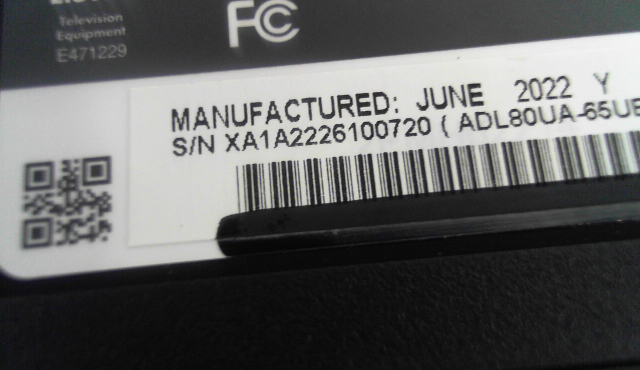 Television
Equipment
E471229
FC
MANUFACTURED: JUNE 2022 Y
S/N XA1A2226100720 ( ADL80UA-65UE